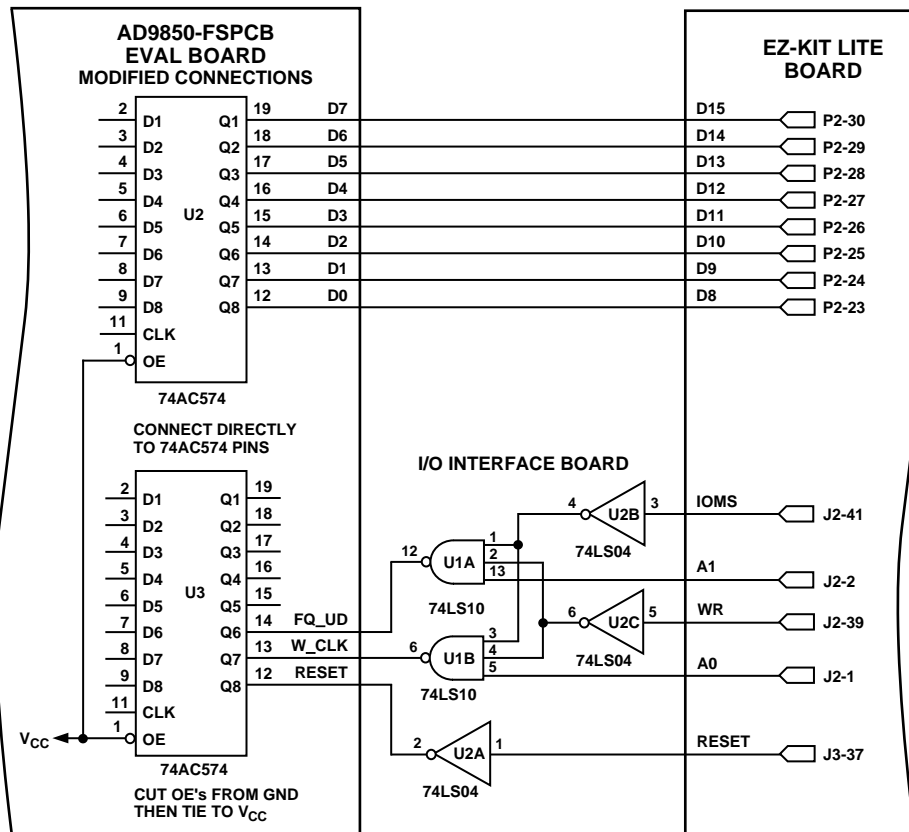 AD9850-FSPCB
EVAL BOARD
MODIFIED CONNECTIONS
EZ-KIT LITE
BOARD
2 D1 Q1 19 D7 D15 P2-30
3 D2 Q2 18 D6 D14 P2-29
4 D3 Q3 17 D5 D13 P2-28
5 D4 Q4 16 D4 D12 P2-27
U2
6 D5 Q5 15 D3 D11 P2-26
7 D6 Q6 14 D2 D10 P2-25
8 D7 Q7 13 D1 D9 P2-24
9 D8 Q8 12 D0 D8 P2-23
11 CLK
1 OE
74AC574
CONNECT DIRECTLY
TO 74AC574 PINS
I/O INTERFACE BOARD
2 D1 Q1 19
3 D2 Q2 18
4 D3 Q3 17
5 D4 Q4 16
U3
6 D5 Q5 15
7 D6 Q6 14 FQ_UD
8 D7 Q7 13 W_CLK
9 D8 Q8 12 RESET
11 CLK
1 OE
VCC
74AC574
CUT OE's FROM GND
THEN TIE TO VCC
4 U2B 3 IOMS J2-41
74LS04
12 U1A 1
2
13 A1 J2-2
74LS10
6 U2C 5 WR J2-39
74LS04
6 U1B 3
4
5 A0 J2-1
74LS10
2 U2A 1 RESET J3-37
74LS04